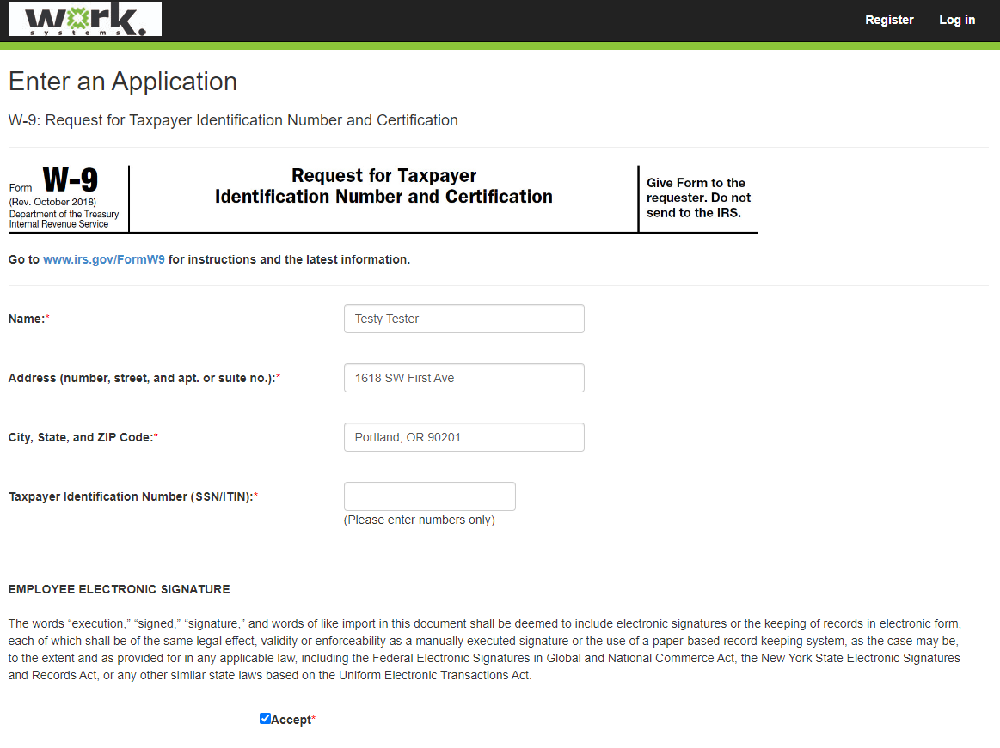 work.
systems
Register
Log in
Enter an Application
W-9: Request for Taxpayer Identification Number and Certification
Form W-9
(Rev. October 2018)
Department of the Treasury
Internal Revenue Service
Request for Taxpayer
Identification Number and Certification
Give Form to the
requester. Do not
send to the IRS.
Go to www.irs.gov/FormW9 for instructions and the latest information.
Name:*
Testy Tester
Address (number, street, and apt. or suite no.):*
1618 SW First Ave
City, State, and ZIP Code:*
Portland, OR 90201
Taxpayer Identification Number (SSN/ITIN):*
(Please enter numbers only)
EMPLOYEE ELECTRONIC SIGNATURE
The words “execution,” “signed,” “signature,” and words of like import in this document shall be deemed to include electronic signatures or the keeping of records in electronic form,
each of which shall be of the same legal effect, validity or enforceability as a manually executed signature or the use of a paper-based record keeping system, as the case may be,
to the extent and as provided for in any applicable law, including the Federal Electronic Signatures in Global and National Commerce Act, the New York State Electronic Signatures
and Records Act, or any other similar state laws based on the Uniform Electronic Transactions Act.
Accept*